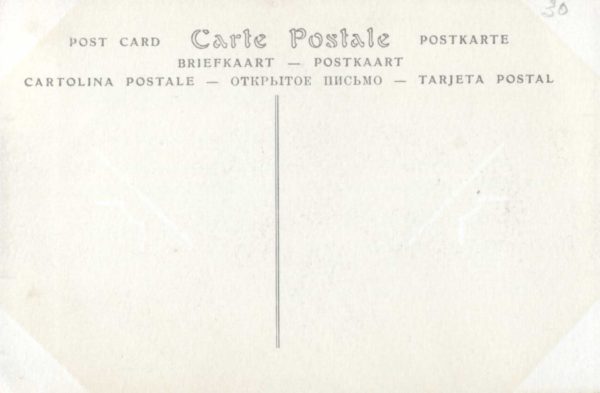 30
POST CARD Carte Postale POSTKARTE
BRIEFKAART — POSTKAART
CARTOLINA POSTALE — ОТКРЫТОЕ ПИСЬМО — TARJETA POSTAL